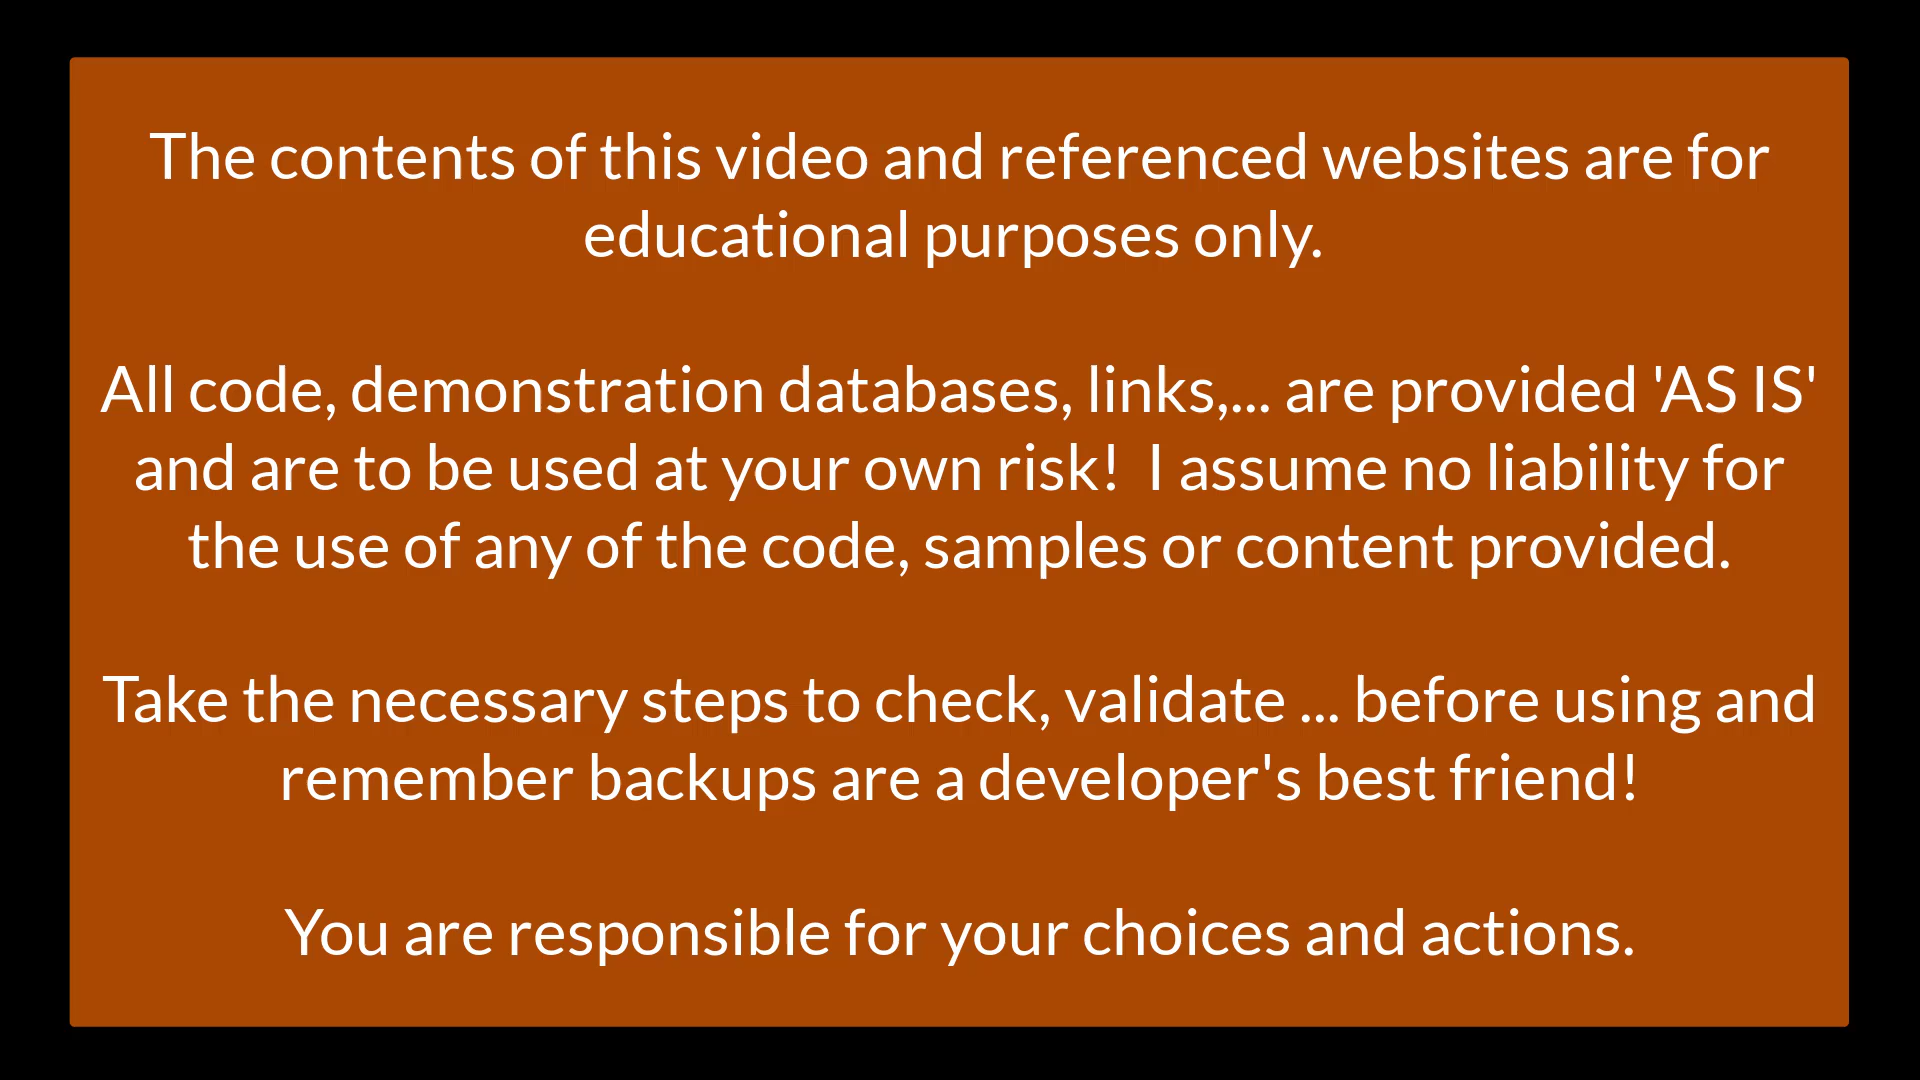 The contents of this video and referenced websites are for
educational purposes only.
All code, demonstration databases, links,... are provided 'AS IS'
and are to be used at your own risk!  I assume no liability for
the use of any of the code, samples or content provided.
Take the necessary steps to check, validate ... before using and
remember backups are a developer's best friend!
You are responsible for your choices and actions.